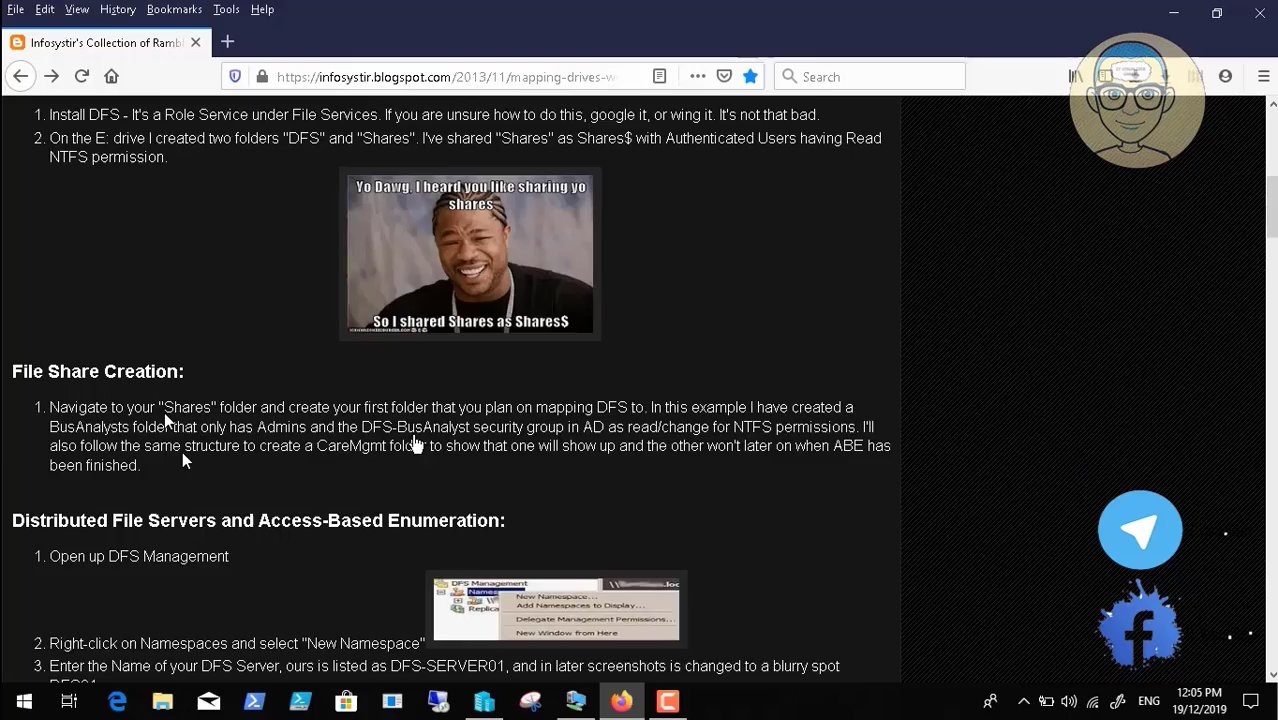 File Edit View History Bookmarks Tools Help
Infosystir's Collection of Rambl
https://infosystir.blogspot.com/2013/11/mapping-drives-w
Search
1. Install DFS - It's a Role Service under File Services. If you are unsure how to do this, google it, or wing it. It's not that bad.
2. On the E: drive I created two folders "DFS" and "Shares". I've shared "Shares" as Shares$ with Authenticated Users having Read
NTFS permission.
Yo Dawg, I heard you like sharing yo
shares
So I shared Shares as Shares$
File Share Creation:
1. Navigate to your "Shares" folder and create your first folder that you plan on mapping DFS to. In this example I have created a
BusAnalysts folder that only has Admins and the DFS-BusAnalyst security group in AD as read/change for NTFS permissions. I'll
also follow the same structure to create a CareMgmt folder to show that one will show up and the other won't later on when ABE has
been finished.
Distributed File Servers and Access-Based Enumeration:
1. Open up DFS Management
DFS Management
New Namespace...
Add Namespaces to Display...
Replica
Delegate Management Permissions...
New Window from Here
2. Right-click on Namespaces and select "New Namespace"
3. Enter the Name of your DFS Server, ours is listed as DFS-SERVER01, and in later screenshots is changed to a blurry spot
ENG
12:05 PM
19/12/2019